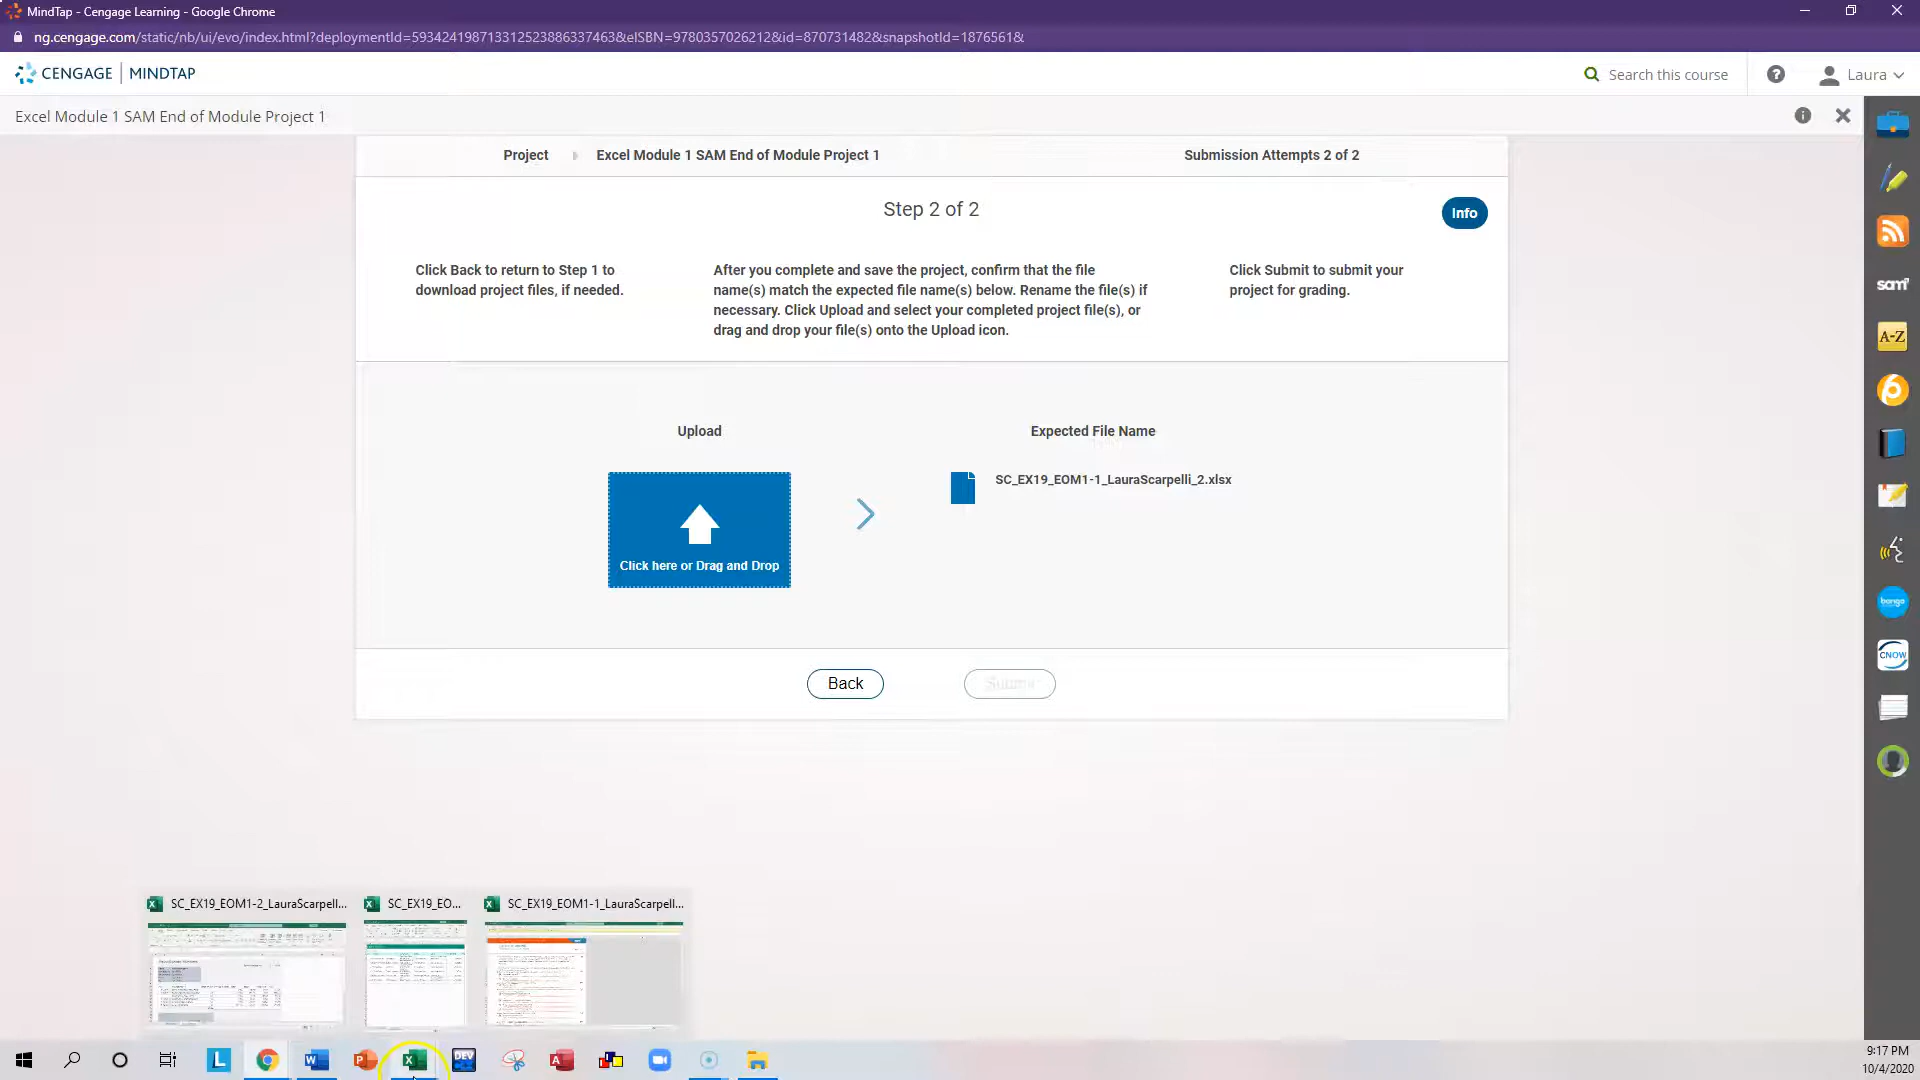 MindTap - Cengage Learning - Google Chrome
ng.cengage.com/static/nb/ui/evo/index.html?deploymentId=5934241987133125238863374​63&eISBN=9780357026212&id=870731482&snapshotId=1876561&
CENGAGE | MINDTAP
Search this course
Laura
Excel Module 1 SAM End of Module Project 1
Project
Excel Module 1 SAM End of Module Project 1
Submission Attempts 2 of 2
Step 2 of 2
Info
Click Back to return to Step 1 to
download project files, if needed.
After you complete and save the project, confirm that the file
name(s) match the expected file name(s) below. Rename the file(s) if
necessary. Click Upload and select your completed project file(s), or
drag and drop your file(s) onto the Upload icon.
Click Submit to submit your
project for grading.
Upload
Expected File Name
Click here or Drag and Drop
SC_EX19_EOM1-1_LauraScarpelli_2.xlsx
Back
Submit
sam
A-Z
bongo
CNOW
SC_EX19_EOM1-2_LauraScarpell...
SC_EX19_EO...
SC_EX19_EOM1-1_LauraScarpell...
L
DEV
9:17 PM
10/4/2020